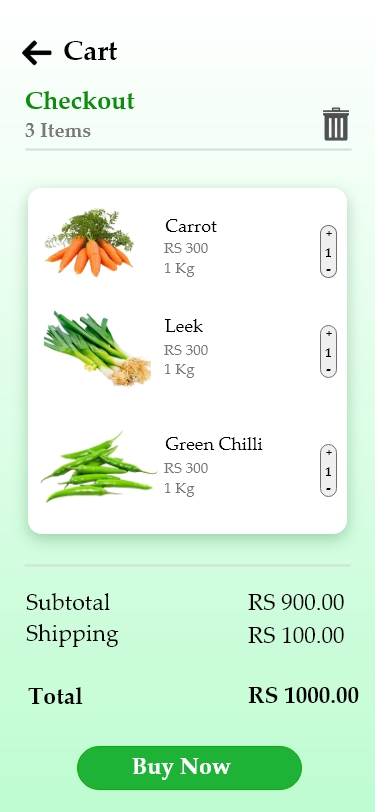 Cart
Checkout
3 Items
Carrot
RS 300
1 Kg
+
1
-
Leek
RS 300
1 Kg
+
1
-
Green Chilli
RS 300
1 Kg
+
1
-
Subtotal RS 900.00
Shipping RS 100.00
Total RS 1000.00
Buy Now